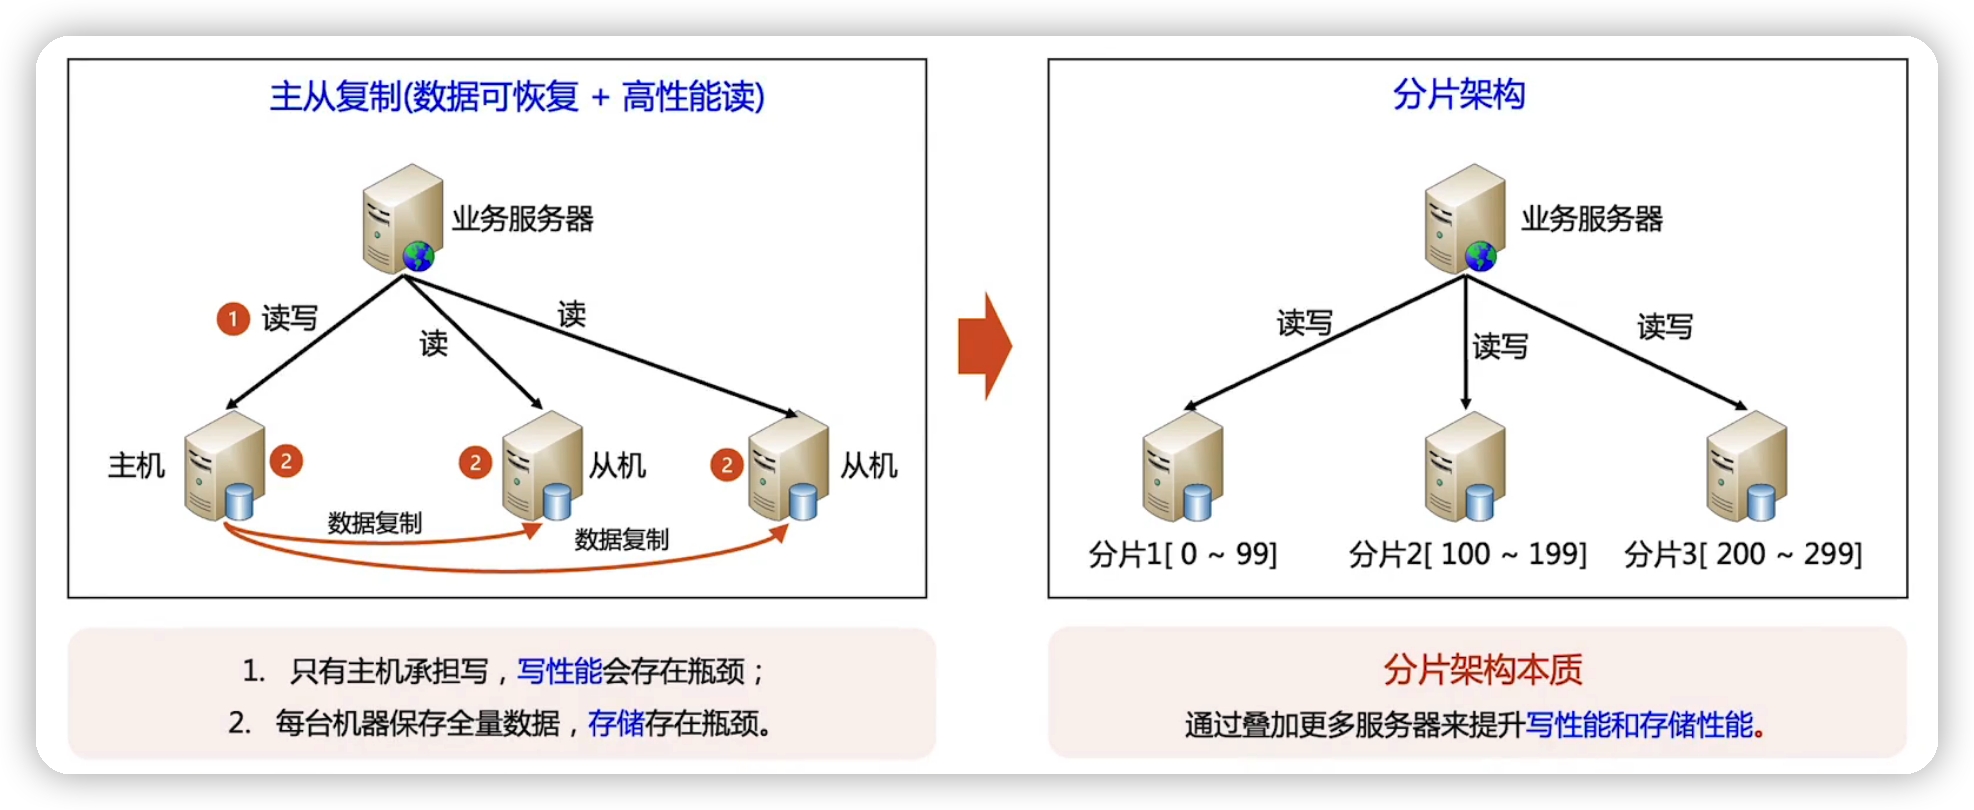 主从复制(数据可恢复 + 高性能读)
业务服务器
1 读写
读
读
主机
2
2
从机
2
从机
数据复制
数据复制
1. 只有主机承担写，写性能会存在瓶颈；
2. 每台机器保存全量数据，存储存在瓶颈。
分片架构
业务服务器
读写
读写
读写
分片1[ 0 ~ 99]
分片2[ 100 ~ 199]
分片3[ 200 ~ 299]
分片架构本质
通过叠加更多服务器来提升写性能和存储性能。